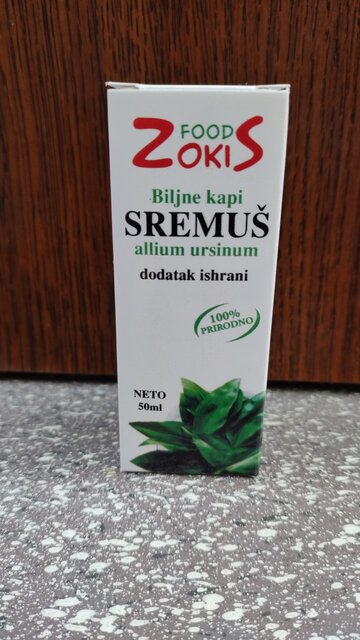 FOOD
ZOKIS
Biljne kapi
SREMUŠ
allium ursinum
dodatak ishrani
100%
PRIRODNO
NETO
50ml